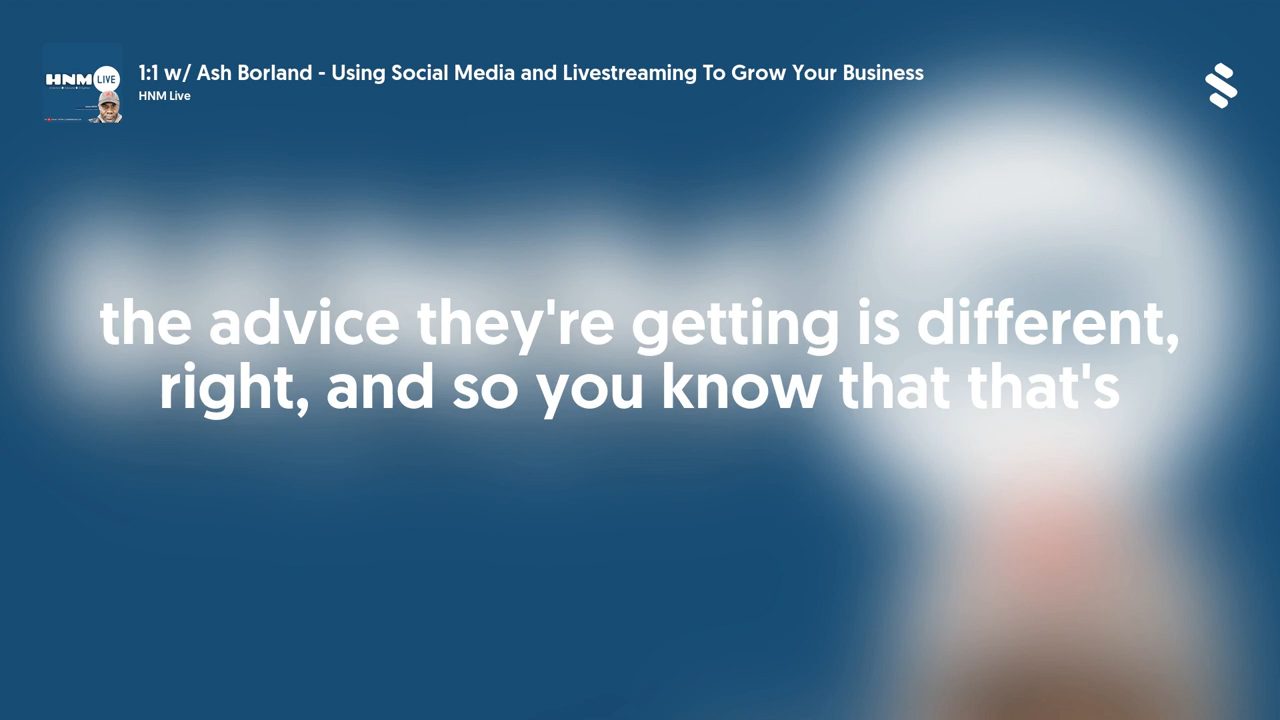 HNM LIVE
1:1 w/ Ash Borland - Using Social Media and Livestreaming To Grow Your Business
HNM Live
the advice they're getting is different,
right, and so you know that that's